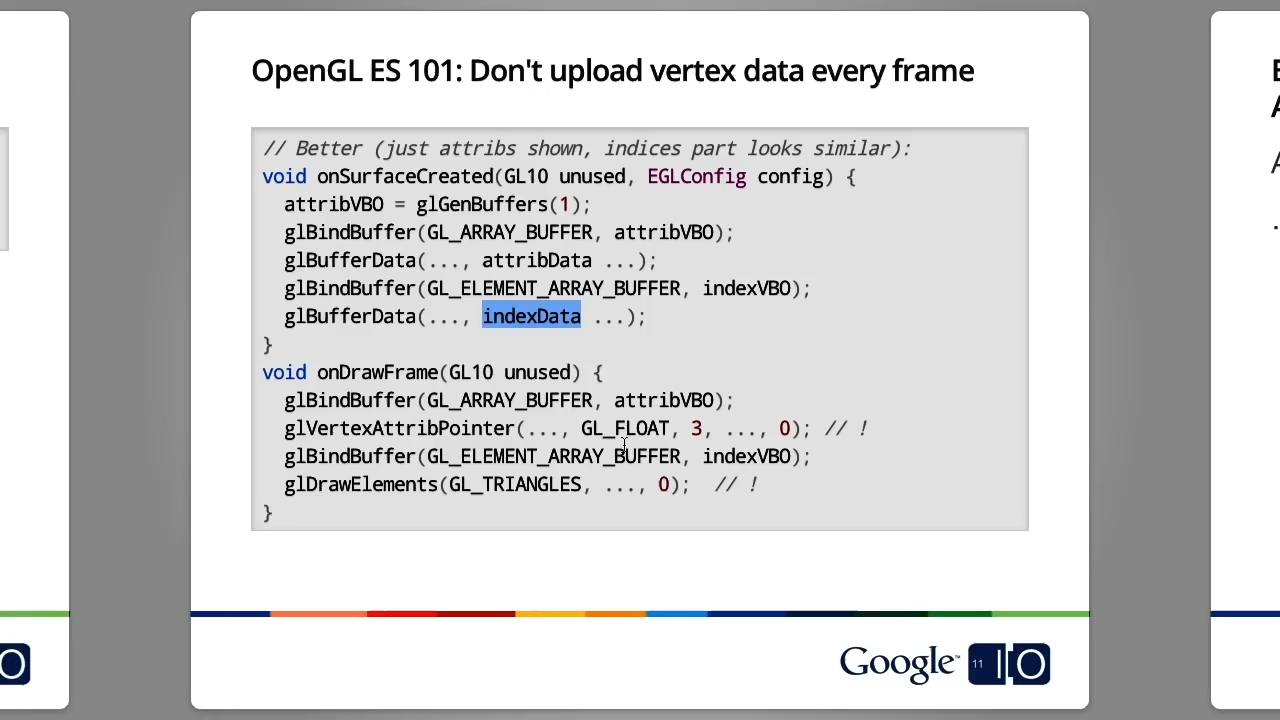 OpenGL ES 101: Don't upload vertex data every frame
// Better (just attribs shown, indices part looks similar):
void onSurfaceCreated(GL10 unused, EGLConfig config) {
attribVBO = glGenBuffers(1);
glBindBuffer(GL_ARRAY_BUFFER, attribVBO);
glBufferData(..., attribData ...);
glBindBuffer(GL_ELEMENT_ARRAY_BUFFER, indexVBO);
glBufferData(..., indexData ...);
}
void onDrawFrame(GL10 unused) {
glBindBuffer(GL_ARRAY_BUFFER, attribVBO);
glVertexAttribPointer(..., GL_FLOAT, 3, ..., 0); // !
glBindBuffer(GL_ELEMENT_ARRAY_BUFFER, indexVBO);
glDrawElements(GL_TRIANGLES, ..., 0);  // !
}
Google™ 11 IO